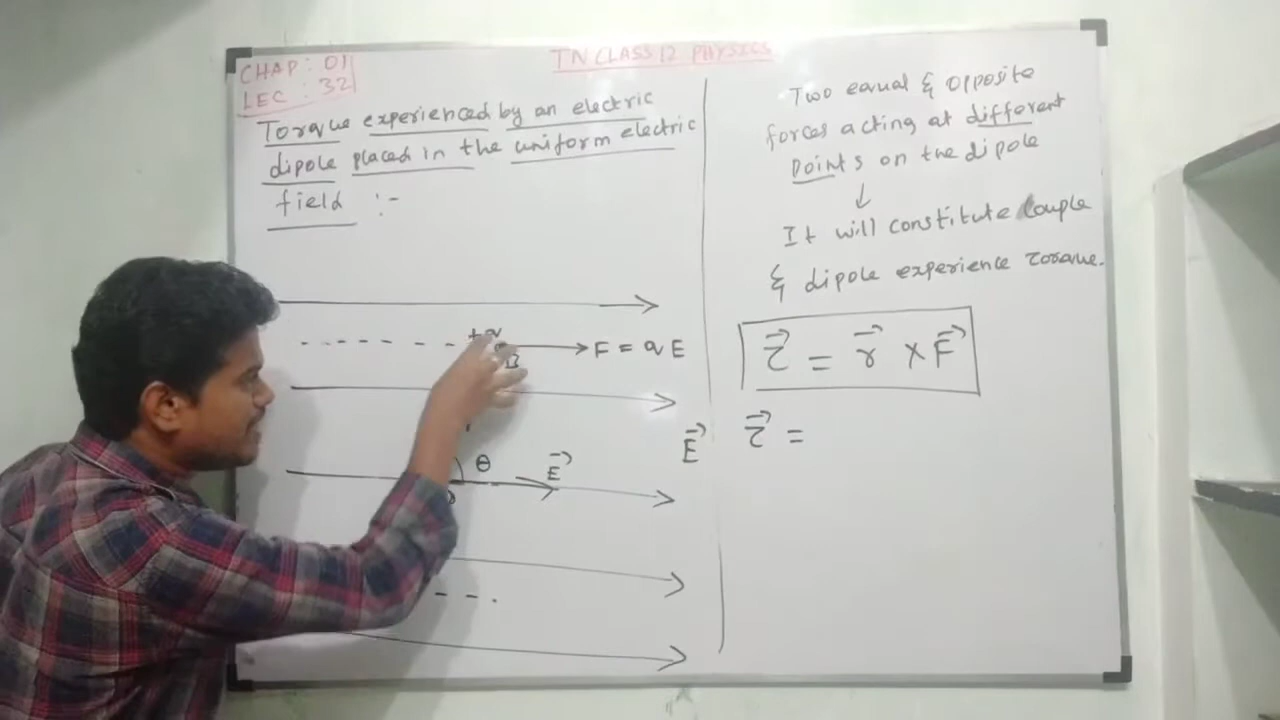 TN CLASS 12 PHYSICS
CHAP: 01
LEC : 32
Torque experienced by an electric
dipole placed in the uniform electric
field :-
+q
B
F = qE
θ
E⃗
E⃗
Two equal & opposite
forces acting at different
points on the dipole
↓
It will constitute Couple
& dipole experience torque.
τ⃗ = r⃗ × F⃗
τ⃗ =